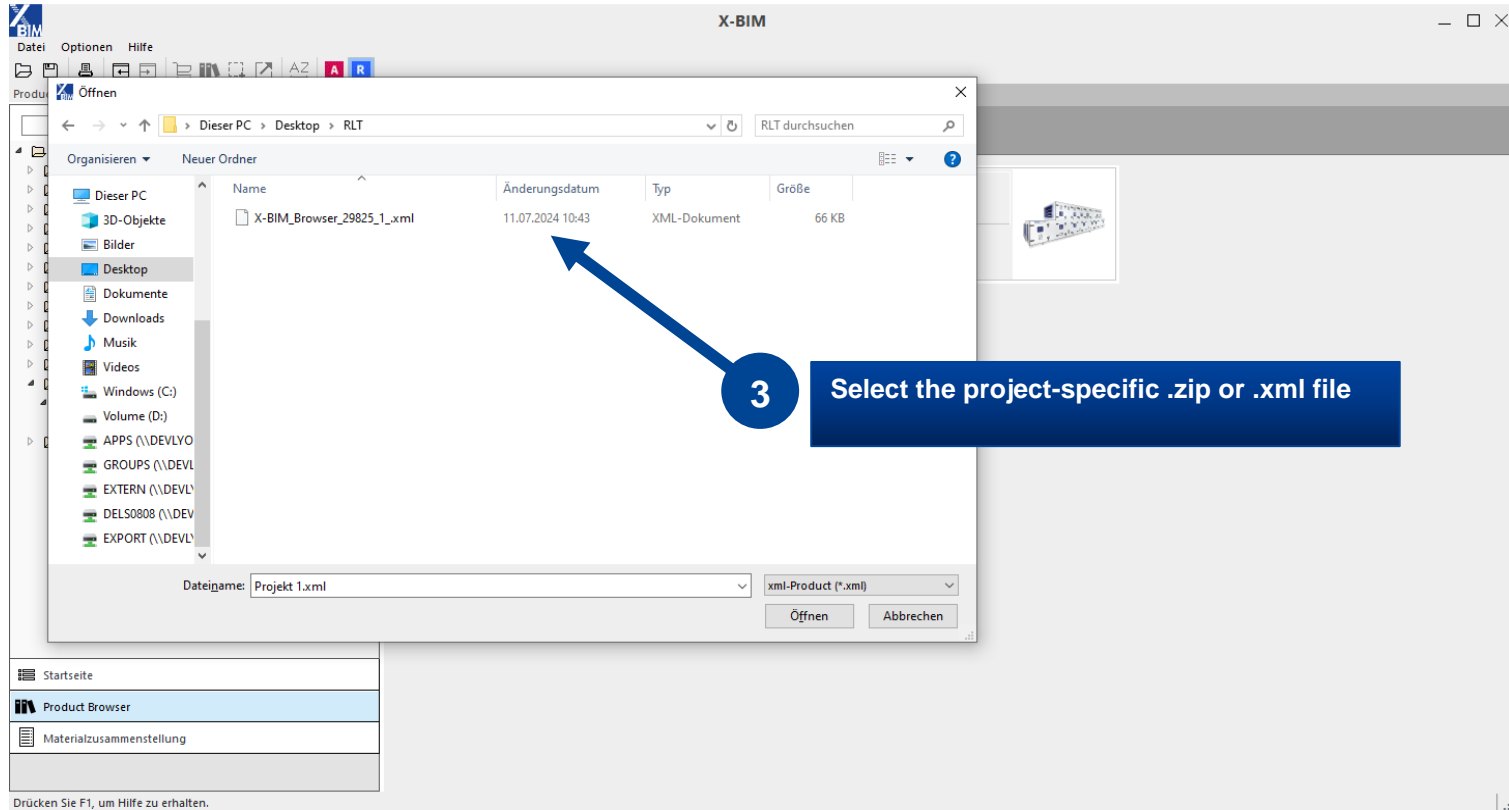 X-BIM
X
BIM
Datei Optionen Hilfe
AZ A R
Produ
X BIM Öffnen
Dieser PC > Desktop > RLT
RLT durchsuchen
Organisieren Neuer Ordner
?
Name Änderungsdatum Typ Größe
X-BIM_Browser_29825_1_.xml 11.07.2024 10:43 XML-Dokument 66 KB
Dieser PC
3D-Objekte
Bilder
Desktop
Dokumente
Downloads
Musik
Videos
Windows (C:)
Volume (D:)
APPS (\\DEVLYO
GROUPS (\\DEVL
EXTERN (\\DEVL
DELS0808 (\\DEV
EXPORT (\\DEVL
3
Select the project-specific .zip or .xml file
Dateiname: Projekt 1.xml
xml-Product (*.xml)
Öffnen Abbrechen
Startseite
Product Browser
Materialzusammenstellung
Drücken Sie F1, um Hilfe zu erhalten.